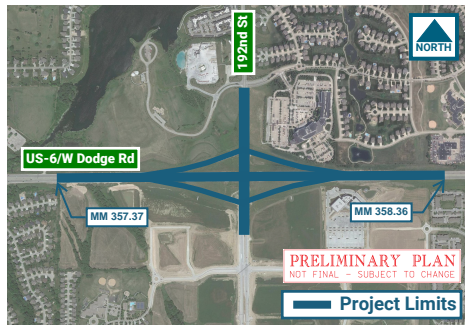 192nd St
NORTH
US-6/W Dodge Rd
MM 357.37
MM 358.36
PRELIMINARY PLAN
NOT FINAL - SUBJECT TO CHANGE
Project Limits